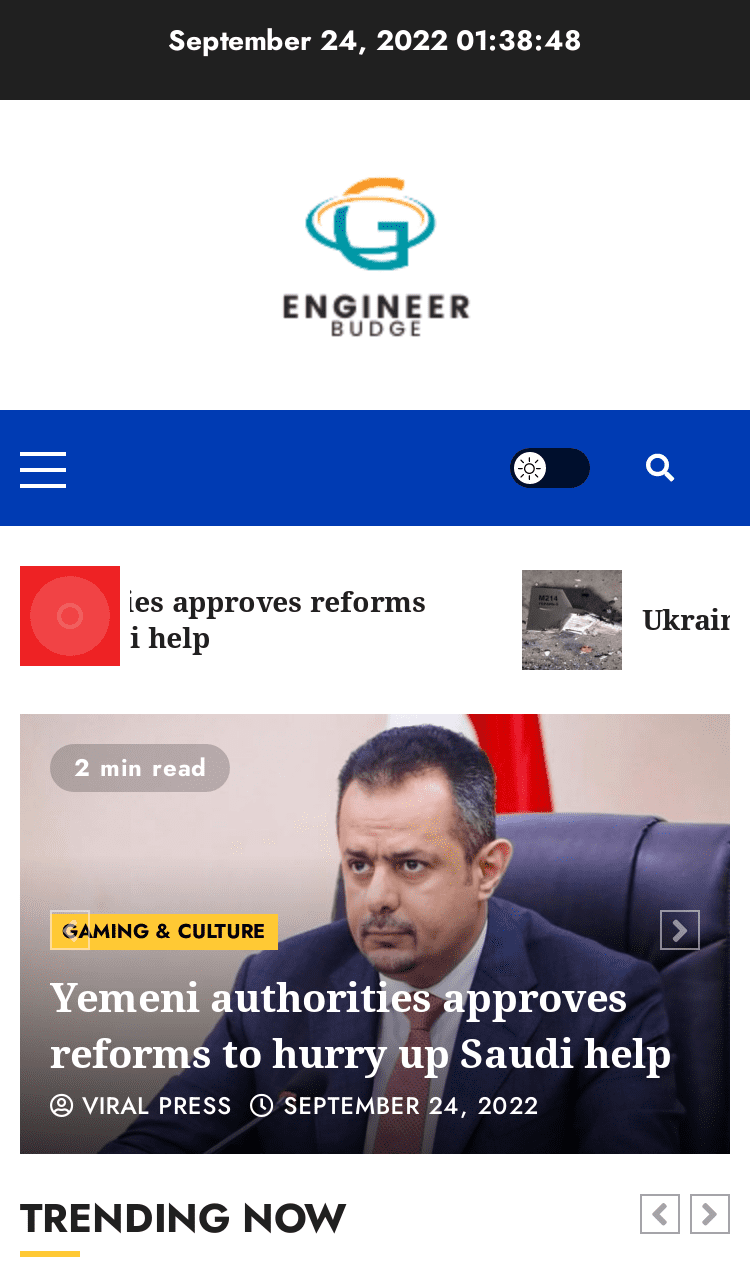 September 24, 2022 01:38:48
ENGINEER
BUDGE
ies approves reforms
i help
M214
Ukrain
2 min read
GAMING & CULTURE
Yemeni authorities approves
reforms to hurry up Saudi help
VIRAL PRESS SEPTEMBER 24, 2022
TRENDING NOW